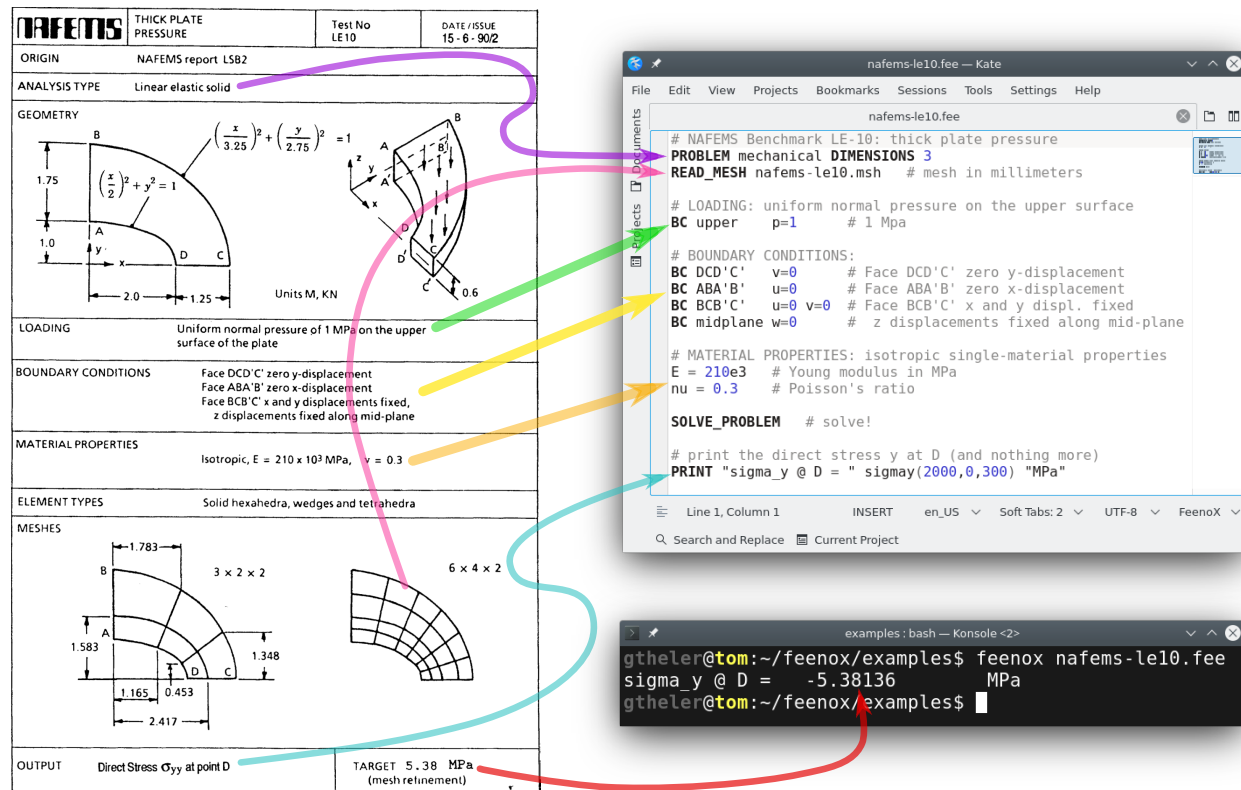 NAFEMS
THICK PLATE
PRESSURE
Test No
LE10
DATE / ISSUE
15 - 6 - 90/2
ORIGIN
NAFEMS report LSB2
ANALYSIS TYPE
Linear elastic solid
GEOMETRY
B
(x/3.25)² + (y/2.75)² = 1
(x/2)² + y² = 1
1.75
1.0
A
y
x
D
C
2.0
1.25
Units M, KN
z
y
x
A
A'
B
B'
D
D'
C
C'
0.6
LOADING
Uniform normal pressure of 1 MPa on the upper
surface of the plate
BOUNDARY CONDITIONS
Face DCD'C' zero y-displacement
Face ABA'B' zero x-displacement
Face BCB'C' x and y displacements fixed,
z displacements fixed along mid-plane
MATERIAL PROPERTIES
Isotropic, E = 210 x 10³ MPa, ν = 0.3
ELEMENT TYPES
Solid hexahedra, wedges and tetrahedra
MESHES
1.783
B
3 × 2 × 2
6 × 4 × 2
A
1.583
D
C
1.348
0.453
1.165
2.417
OUTPUT
Direct Stress σyy at point D
TARGET 5.38 MPa
(mesh refinement)
nafems-le10.fee — Kate
File Edit View Projects Bookmarks Sessions Tools Settings Help
nafems-le10.fee
Documents
Projects
# NAFEMS Benchmark LE-10: thick plate pressure
PROBLEM mechanical DIMENSIONS 3
READ_MESH nafems-le10.msh # mesh in millimeters
# LOADING: uniform normal pressure on the upper surface
BC upper p=1 # 1 Mpa
# BOUNDARY CONDITIONS:
BC DCD'C' v=0 # Face DCD'C' zero y-displacement
BC ABA'B' u=0 # Face ABA'B' zero x-displacement
BC BCB'C' u=0 v=0 # Face BCB'C' x and y displ. fixed
BC midplane w=0 # z displacements fixed along mid-plane
# MATERIAL PROPERTIES: isotropic single-material properties
E = 210e3 # Young modulus in MPa
nu = 0.3 # Poisson's ratio
SOLVE_PROBLEM # solve!
# print the direct stress y at D (and nothing more)
PRINT "sigma_y @ D = " sigmay(2000,0,300) "MPa"
Line 1, Column 1 INSERT en_US Soft Tabs: 2 UTF-8 FeenoX
Search and Replace Current Project
examples : bash — Konsole <2>
gtheler@tom:~/feenox/examples$ feenox nafems-le10.fee
sigma_y @ D = -5.38136 MPa
gtheler@tom:~/feenox/examples$